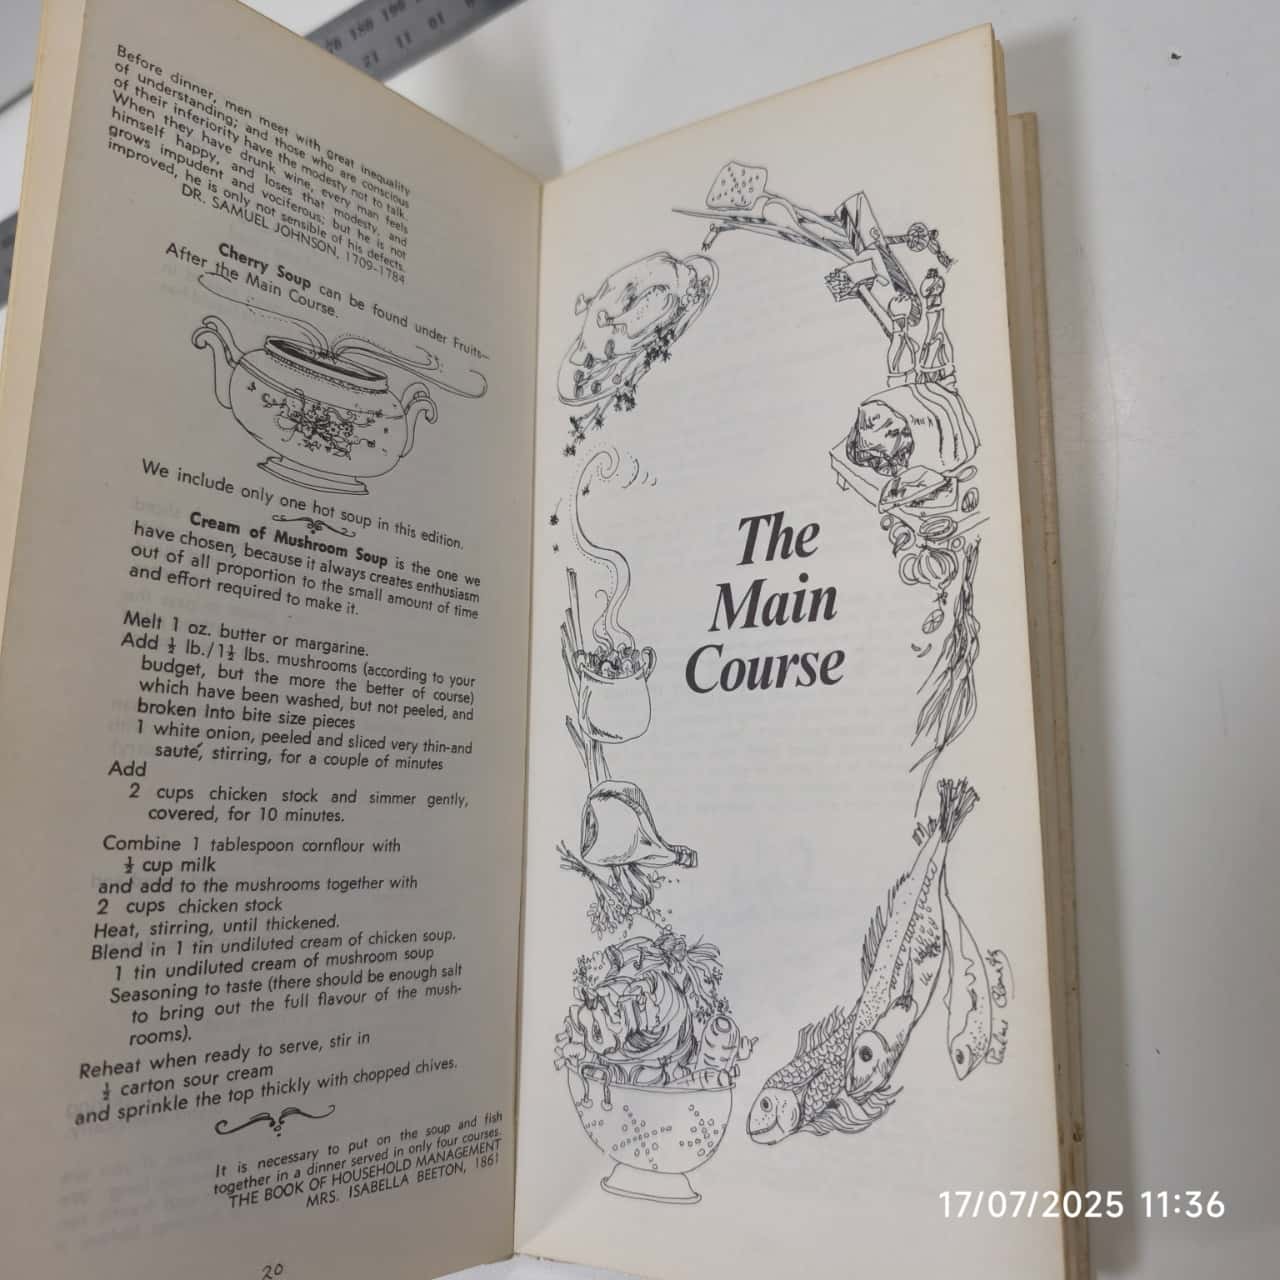 Before dinner, men meet with great inequality
of understanding; and those who are conscious
of their inferiority have the modesty not to talk.
When they have drunk wine, every man feels
himself happy, and loses that modesty, and
grows impudent and vociferous; but he is not
improved, he is only not sensible of his defects.
DR. SAMUEL JOHNSON, 1709-1784
Cherry Soup can be found under Fruits—
After the Main Course.
We include only one hot soup in this edition.
Cream of Mushroom Soup is the one we
have chosen, because it always creates enthusiasm
out of all proportion to the small amount of time
and effort required to make it.
Melt 1 oz. butter or margarine.
Add ½ lb./1½ lbs. mushrooms (according to your
budget, but the more the better of course)
which have been washed, but not peeled, and
broken into bite size pieces
1 white onion, peeled and sliced very thin-and
sauté, stirring, for a couple of minutes
Add
2 cups chicken stock and simmer gently,
covered, for 10 minutes.
Combine 1 tablespoon cornflour with
½ cup milk
and add to the mushrooms together with
2 cups chicken stock
Heat, stirring, until thickened.
Blend in 1 tin undiluted cream of chicken soup.
1 tin undiluted cream of mushroom soup
Seasoning to taste (there should be enough salt
to bring out the full flavour of the mush-
rooms).
Reheat when ready to serve, stir in
½ carton sour cream
and sprinkle the top thickly with chopped chives.
It is necessary to put on the soup and fish
together in a dinner served in only four courses.
THE BOOK OF HOUSEHOLD MANAGEMENT
MRS. ISABELLA BEETON, 1861
20
The
Main
Course
17/07/2025 11:36